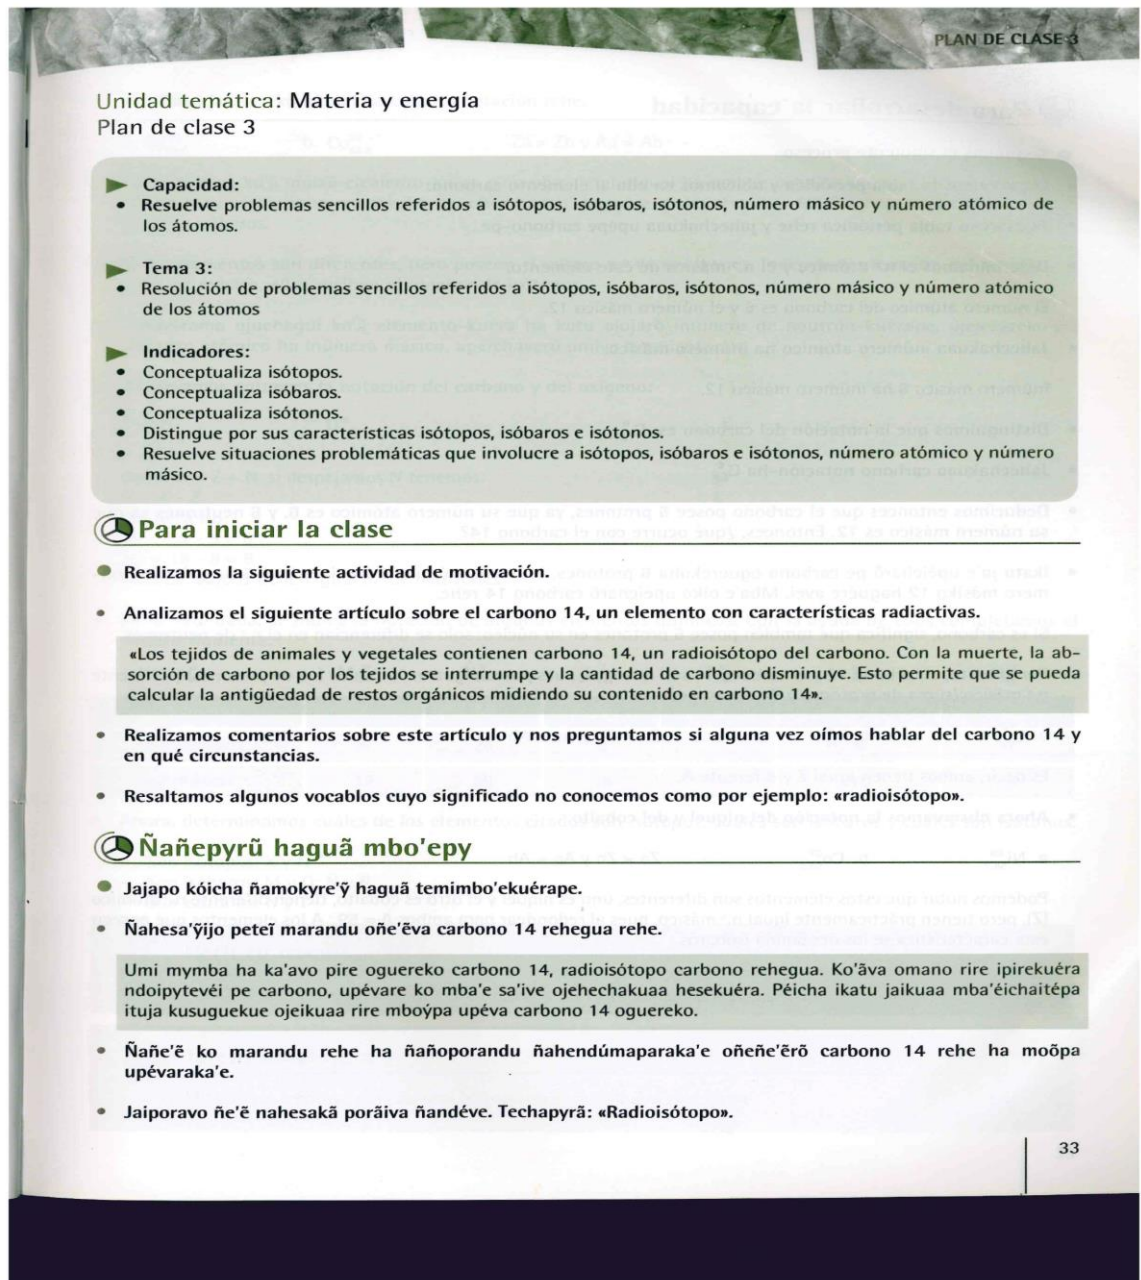 PLAN DE CLASE 3
Unidad temática: Materia y energía
Plan de clase 3
► Capacidad:
• Resuelve problemas sencillos referidos a isótopos, isóbaros, isótonos, número másico y número atómico de
los átomos.
► Tema 3:
• Resolución de problemas sencillos referidos a isótopos, isóbaros, isótonos, número másico y número atómico
de los átomos
► Indicadores:
• Conceptualiza isótopos.
• Conceptualiza isóbaros.
• Conceptualiza isótonos.
• Distingue por sus características isótopos, isóbaros e isótonos.
• Resuelve situaciones problemáticas que involucre a isótopos, isóbaros e isótonos, número atómico y número
másico.
Para iniciar la clase
• Realizamos la siguiente actividad de motivación.
• Analizamos el siguiente artículo sobre el carbono 14, un elemento con características radiactivas.
«Los tejidos de animales y vegetales contienen carbono 14, un radioisótopo del carbono. Con la muerte, la ab-
sorción de carbono por los tejidos se interrumpe y la cantidad de carbono disminuye. Esto permite que se pueda
calcular la antigüedad de restos orgánicos midiendo su contenido en carbono 14».
• Realizamos comentarios sobre este artículo y nos preguntamos si alguna vez oímos hablar del carbono 14 y
en qué circunstancias.
• Resaltamos algunos vocablos cuyo significado no conocemos como por ejemplo: «radioisótopo».
Ñañepyrũ haguã mbo'epy
• Jajapo kóicha ñamokyre'ỹ haguã temimbo'ekuérape.
• Ñahesa'ỹijo peteĩ marandu oñe'ẽva carbono 14 rehegua rehe.
Umi mymba ha ka'avo pire oguereko carbono 14, radioisótopo carbono rehegua. Ko'ãva omano rire ipirekuéra
ndoipytevéi pe carbono, upévare ko mba'e sa'ive ojehechakuaa hesekuéra. Péicha ikatu jaikuaa mba'éichaitépa
ituja kusuguekue ojeikuaa rire mboýpa upéva carbono 14 oguereko.
• Ñañe'ẽ ko marandu rehe ha ñañoporandu ñahendúmaparaka'e oñeñe'ẽrõ carbono 14 rehe ha moõpa
upévaraka'e.
• Jaiporavo ñe'ẽ nahesakã porãiva ñandéve. Techapyrã: «Radioisótopo».
33